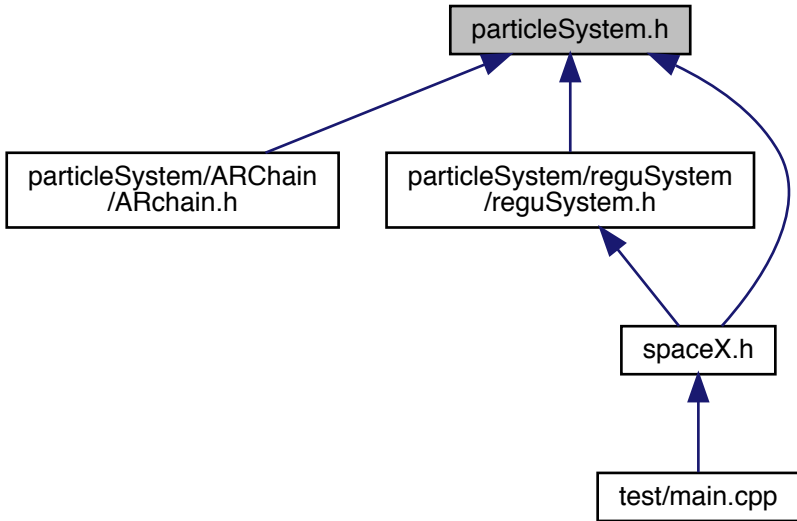 particleSystem.h
particleSystem/ARChain
/ARchain.h
particleSystem/reguSystem
/reguSystem.h
spaceX.h
test/main.cpp